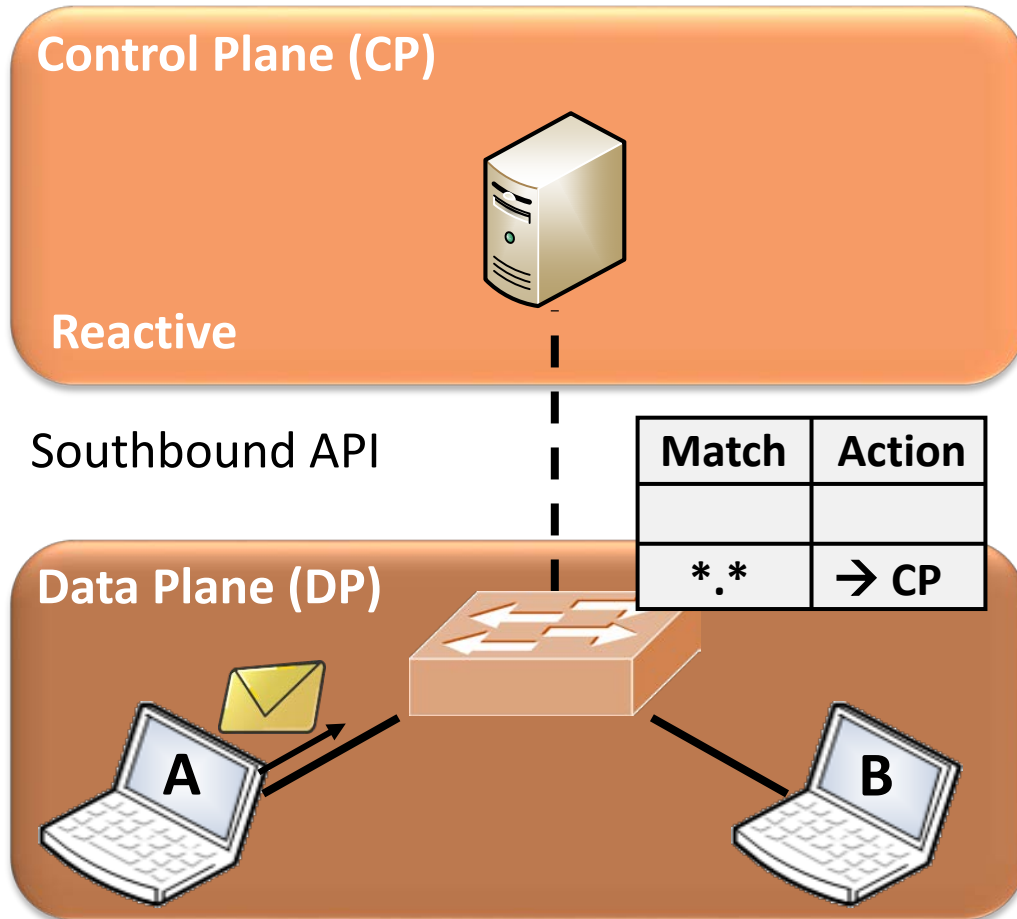 Control Plane (CP)
Reactive
Southbound API
Match Action
*.* → CP
Data Plane (DP)
A
B